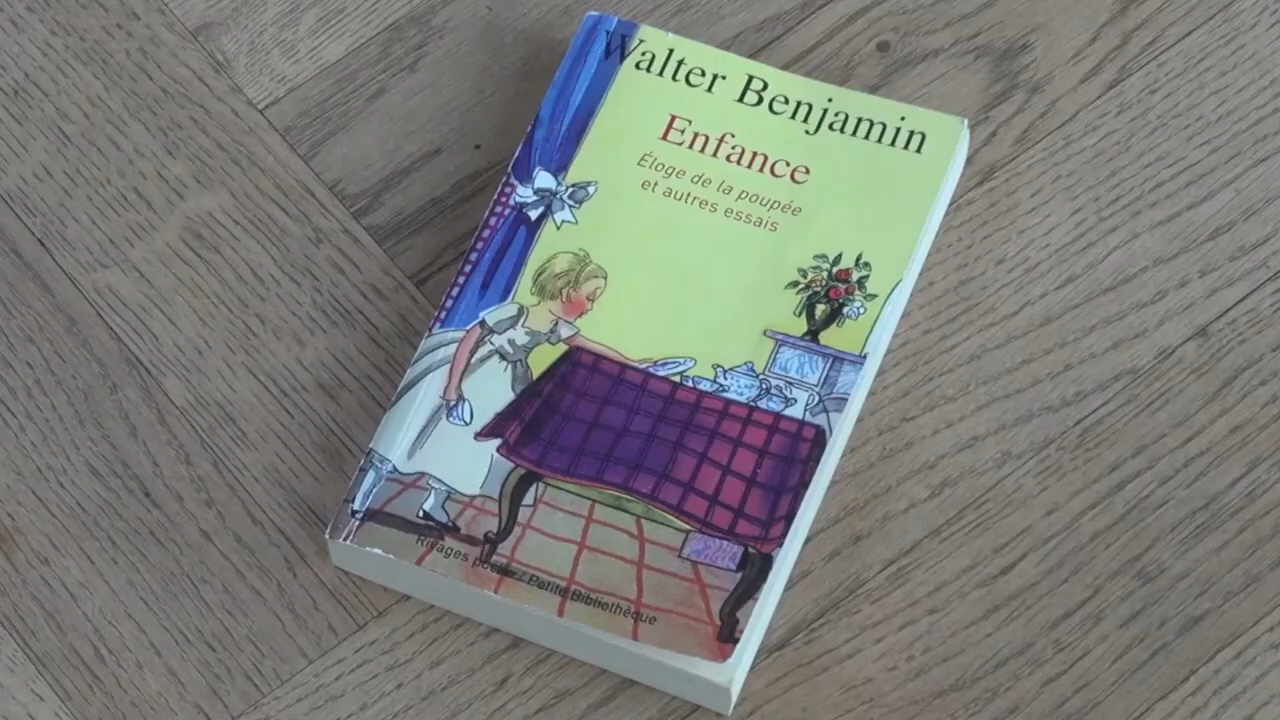 Walter Benjamin
Enfance
Éloge de la poupée
et autres essais
Rivages poche / Petite Bibliothèque